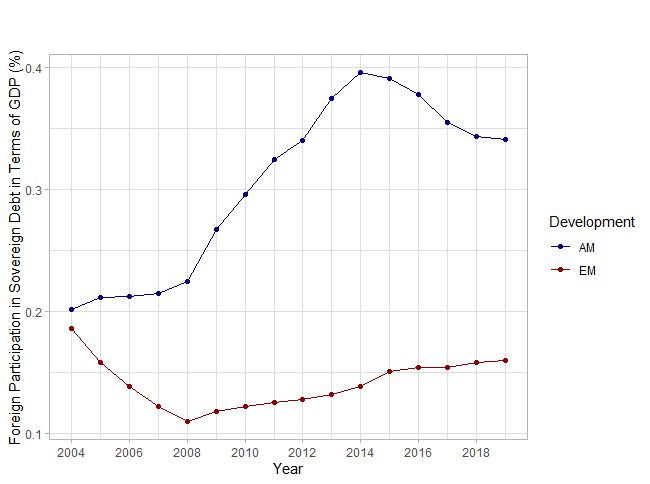 Foreign Participation in Sovereign Debt in Terms of GDP (%)
0.4
0.3
0.2
0.1
2004 2006 2008 2010 2012 2014 2016 2018
Year
Development
AM
EM